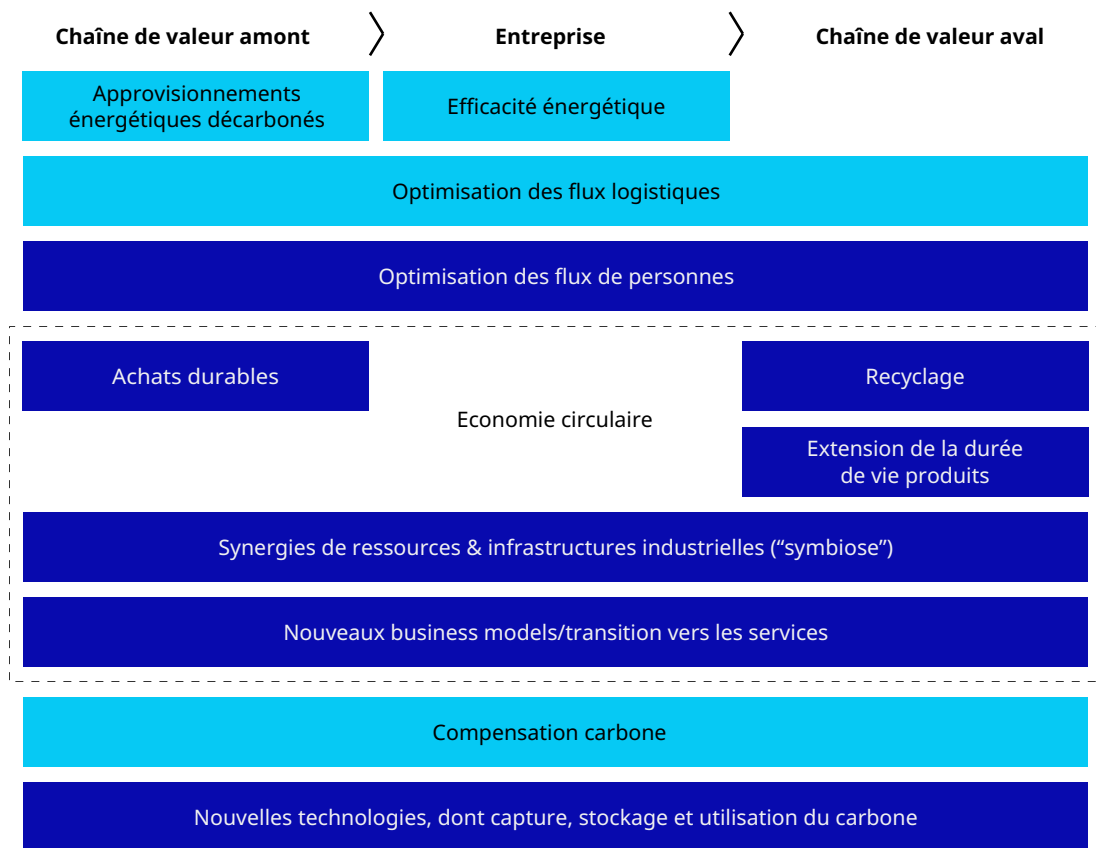 Chaîne de valeur amont
Entreprise
Chaîne de valeur aval
Approvisionnements
énergétiques décarbonés
Efficacité énergétique
Optimisation des flux logistiques
Optimisation des flux de personnes
Achats durables
Recyclage
Economie circulaire
Extension de la durée
de vie produits
Synergies de ressources & infrastructures industrielles (“symbiose”)
Nouveaux business models/transition vers les services
Compensation carbone
Nouvelles technologies, dont capture, stockage et utilisation du carbone